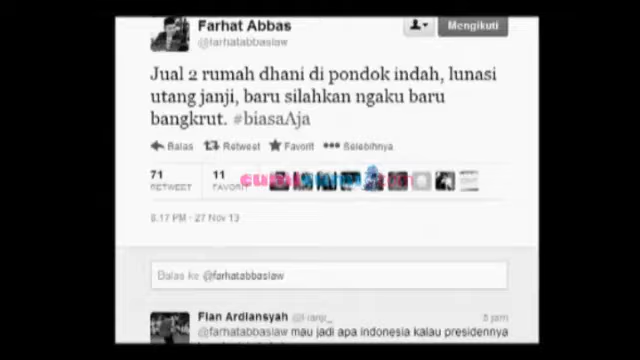 Farhat Abbas
@farhatabbaslaw
Mengikuti
Jual 2 rumah dhani di pondok indah, lunasi
utang janji, baru silahkan ngaku baru
bangkrut. #biasaAja
Balas Retweet Favorit Selebihnya
71 11
RETWEET FAVORIT
8.17 PM - 27 Nov 13
Balas ke @farhatabbaslaw
Fian Ardiansyah 5 jam
@farhatabbaslaw mau jadi apa indonesia kalau presidennya